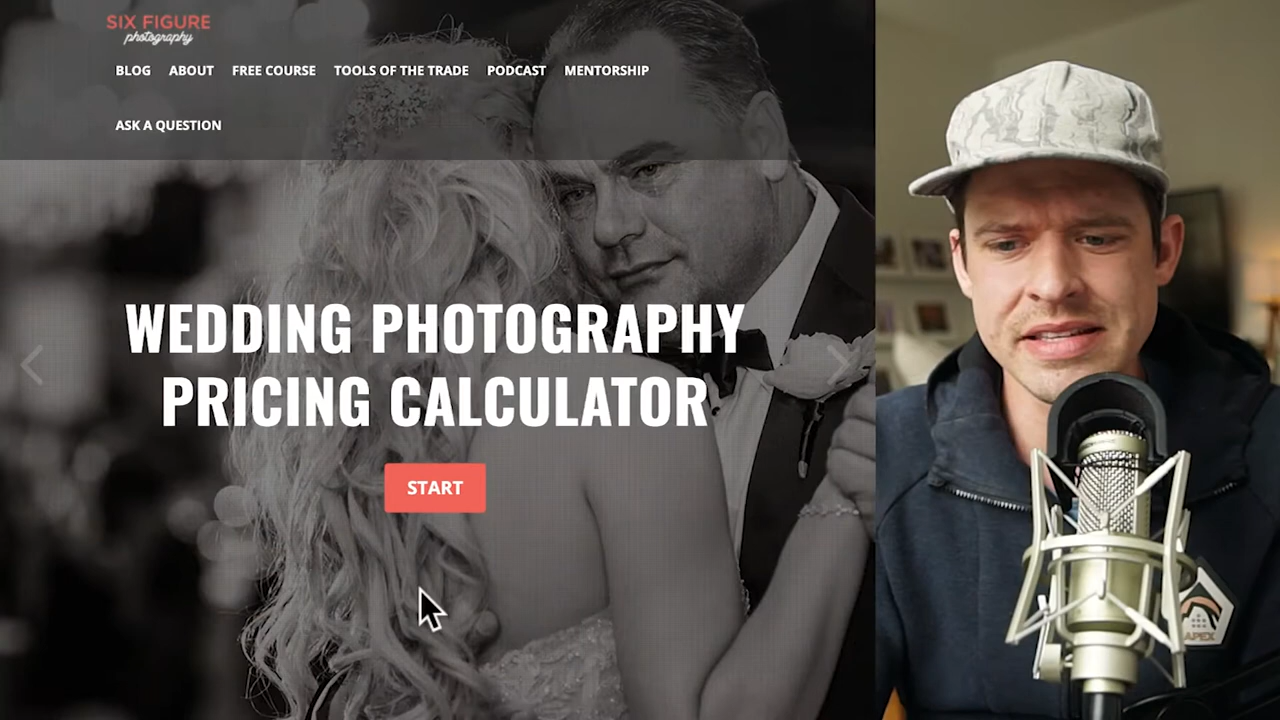 SIX FIGURE
photography
BLOG ABOUT FREE COURSE TOOLS OF THE TRADE PODCAST MENTORSHIP
ASK A QUESTION
WEDDING PHOTOGRAPHY
PRICING CALCULATOR
START
APEX